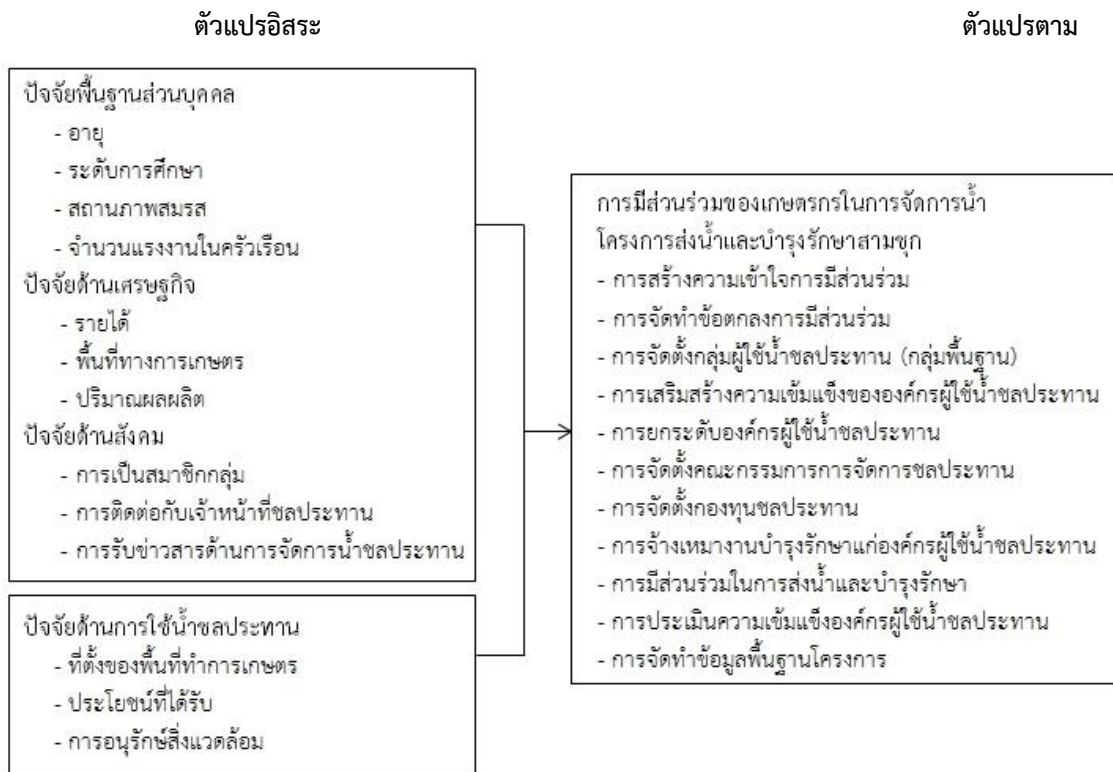 ตัวแปรอิสระ
ตัวแปรตาม
ปัจจัยพื้นฐานส่วนบุคคล
- อายุ
- ระดับการศึกษา
- สถานภาพสมรส
- จำนวนแรงงานในครัวเรือน
ปัจจัยด้านเศรษฐกิจ
- รายได้
- พื้นที่ทางการเกษตร
- ปริมาณผลผลิต
ปัจจัยด้านสังคม
- การเป็นสมาชิกกลุ่ม
- การติดต่อกับเจ้าหน้าที่ชลประทาน
- การรับข่าวสารด้านการจัดการน้ำชลประทาน
ปัจจัยด้านการใช้น้ำชลประทาน
- ที่ตั้งของพื้นที่ทำการเกษตร
- ประโยชน์ที่ได้รับ
- การอนุรักษ์สิ่งแวดล้อม
การมีส่วนร่วมของเกษตรกรในการจัดการน้ำ
โครงการส่งน้ำและบำรุงรักษาสามชุก
- การสร้างความเข้าใจการมีส่วนร่วม
- การจัดทำข้อตกลงการมีส่วนร่วม
- การจัดตั้งกลุ่มผู้ใช้น้ำชลประทาน (กลุ่มพื้นฐาน)
- การเสริมสร้างความเข้มแข็งขององค์กรผู้ใช้น้ำชลประทาน
- การยกระดับองค์กรผู้ใช้น้ำชลประทาน
- การจัดตั้งคณะกรรมการการจัดการชลประทาน
- การจัดตั้งกองทุนชลประทาน
- การจ้างเหมางานบำรุงรักษาแก่องค์กรผู้ใช้น้ำชลประทาน
- การมีส่วนร่วมในการส่งน้ำและบำรุงรักษา
- การประเมินความเข้มแข็งองค์กรผู้ใช้น้ำชลประทาน
- การจัดทำข้อมูลพื้นฐานโครงการ